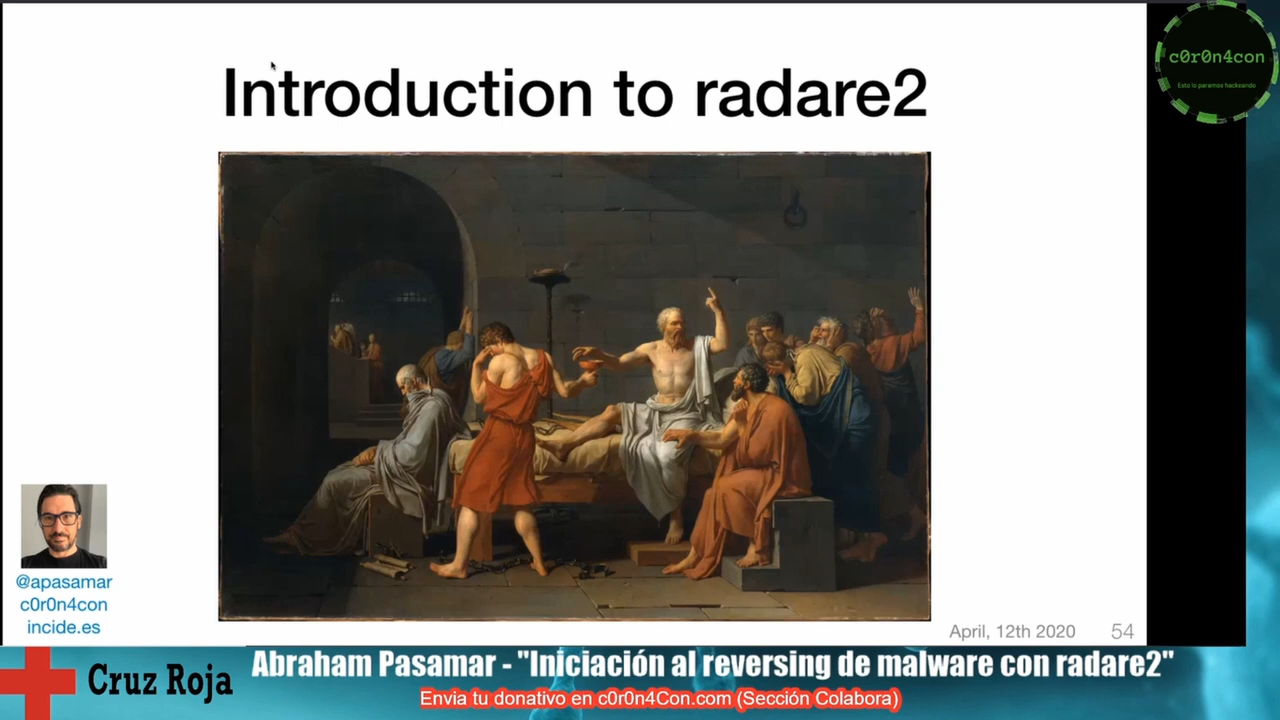 Introduction to radare2
c0r0n4con
Esto lo paramos hackeando
@apasamar
c0r0n4con
incide.es
April, 12th 2020 54
Cruz Roja
Abraham Pasamar - "Iniciación al reversing de malware con radare2"
Envia tu donativo en c0r0n4Con.com (Sección Colabora)